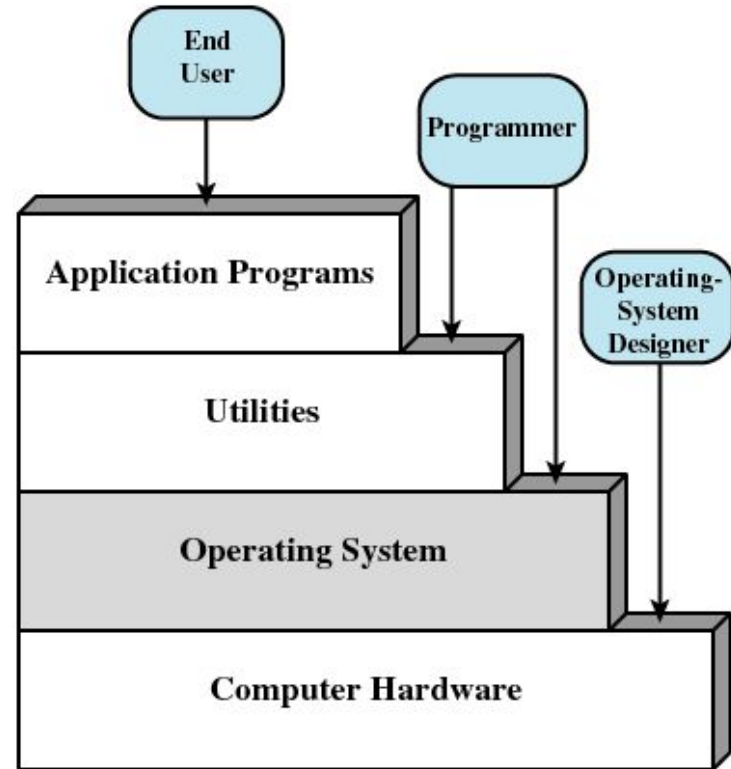 End
User
Programmer
Operating-
System
Designer
Application Programs
Utilities
Operating System
Computer Hardware